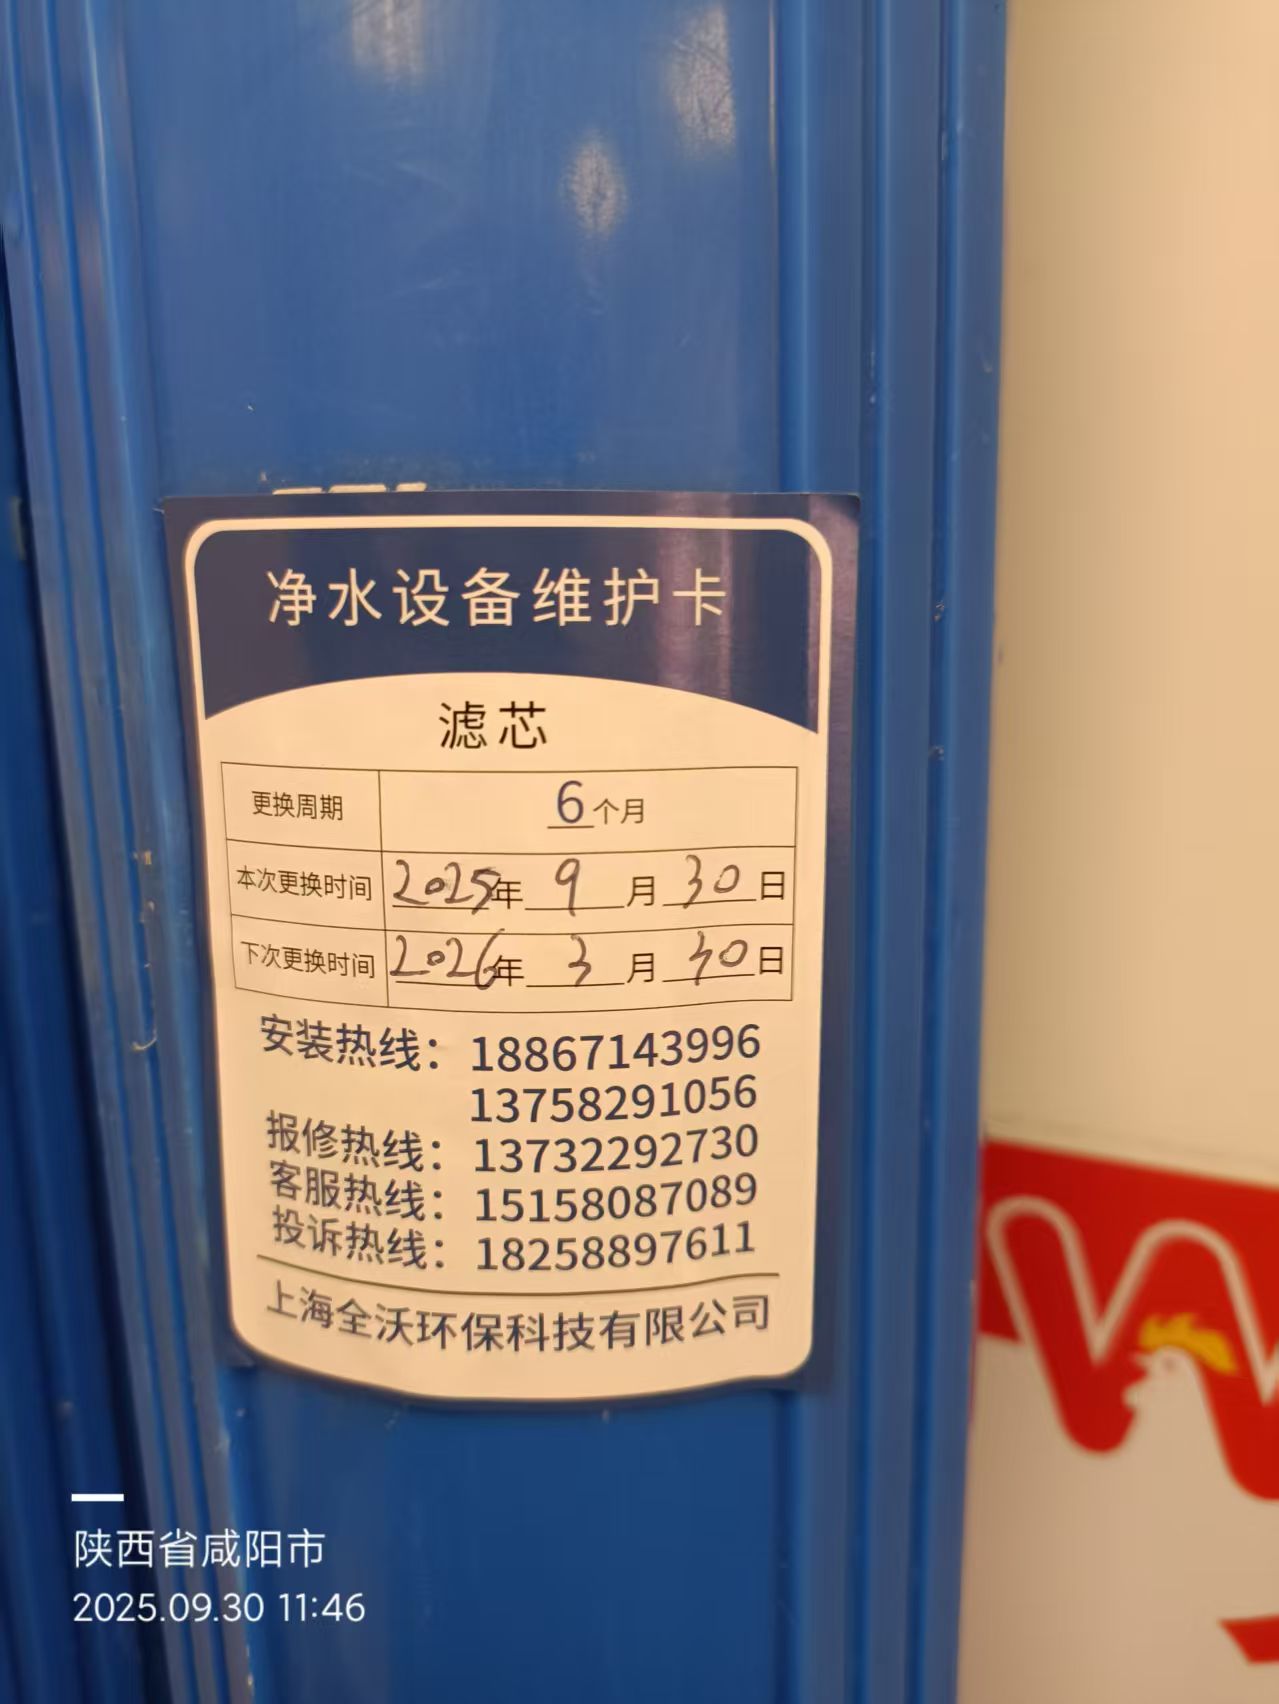 净水设备维护卡
滤芯
更换周期 6个月
本次更换时间 2025年9月30日
下次更换时间 2026年3月30日
安装热线：18867143996
13758291056
报修热线：13732292730
客服热线：15158087089
投诉热线：18258897611
上海全沃环保科技有限公司
陕西省咸阳市
2025.09.30 11:46